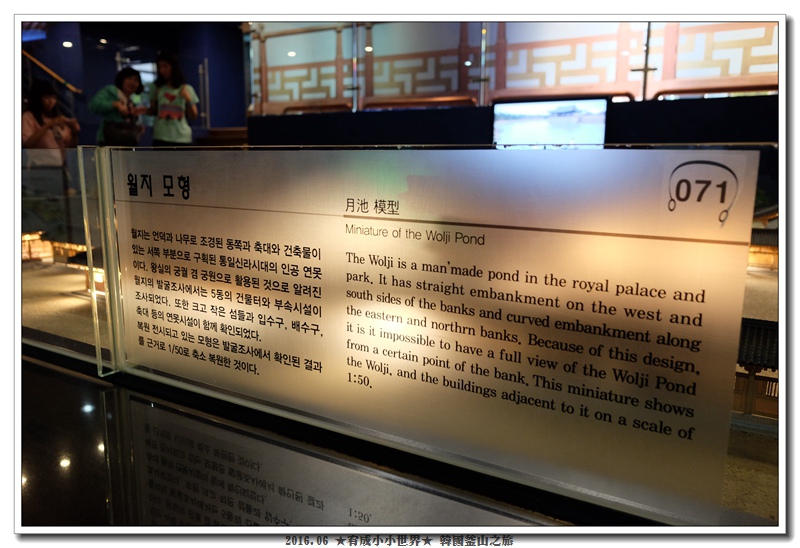 월지 모형
월지는 언덕과 나무로 조경된 동쪽과 축대와 건축물이
있는 서쪽 부분으로 구획된 통일신라시대의 인공 연못
이다. 왕실의 궁궐 겸 궁원으로 활용된 것으로 알려진
월지의 발굴조사에서는 5동의 건물터와 부속시설이
조사되었다. 또한 크고 작은 섬들과 입수구, 배수구,
축대 등의 연못시설이 함께 확인되었다.
복원 전시되고 있는 모형은 발굴조사에서 확인된 결과
를 근거로 1/50로 축소 복원한 것이다.
月池 模型
Miniature of the Wolji Pond
The Wolji is a man'made pond in the royal palace and
park. It has straight embankment on the west and
south sides of the banks and curved embankment along
the eastern and northrn banks. Because of this design,
it is it impossible to have a full view of the Wolji Pond
from a certain point of the bank. This miniature shows
the Wolji, and the buildings adjacent to it on a scale of
1:50.
071
2016.06 ★宥成小小世界★ 韓國釜山之旅